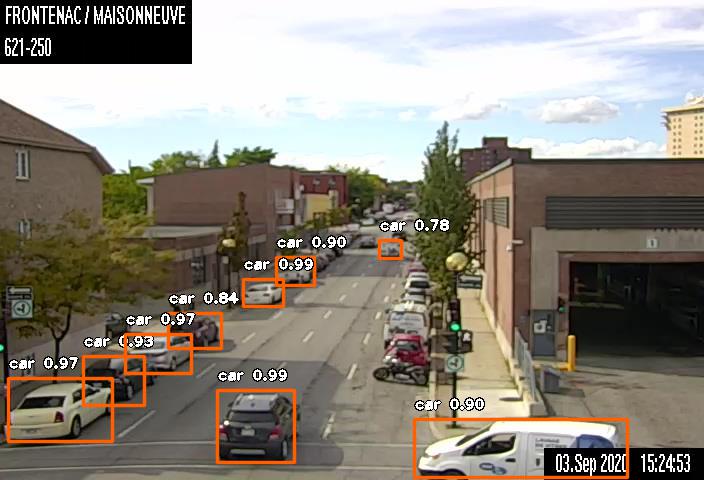 FRONTENAC / MAISONNEUVE
621-250
car 0.78
car 0.90
car 0.99
car 0.84
car 0.97
car 0.93
car 0.97
car 0.99
car 0.90
1
03.Sep 2020 15:24:53